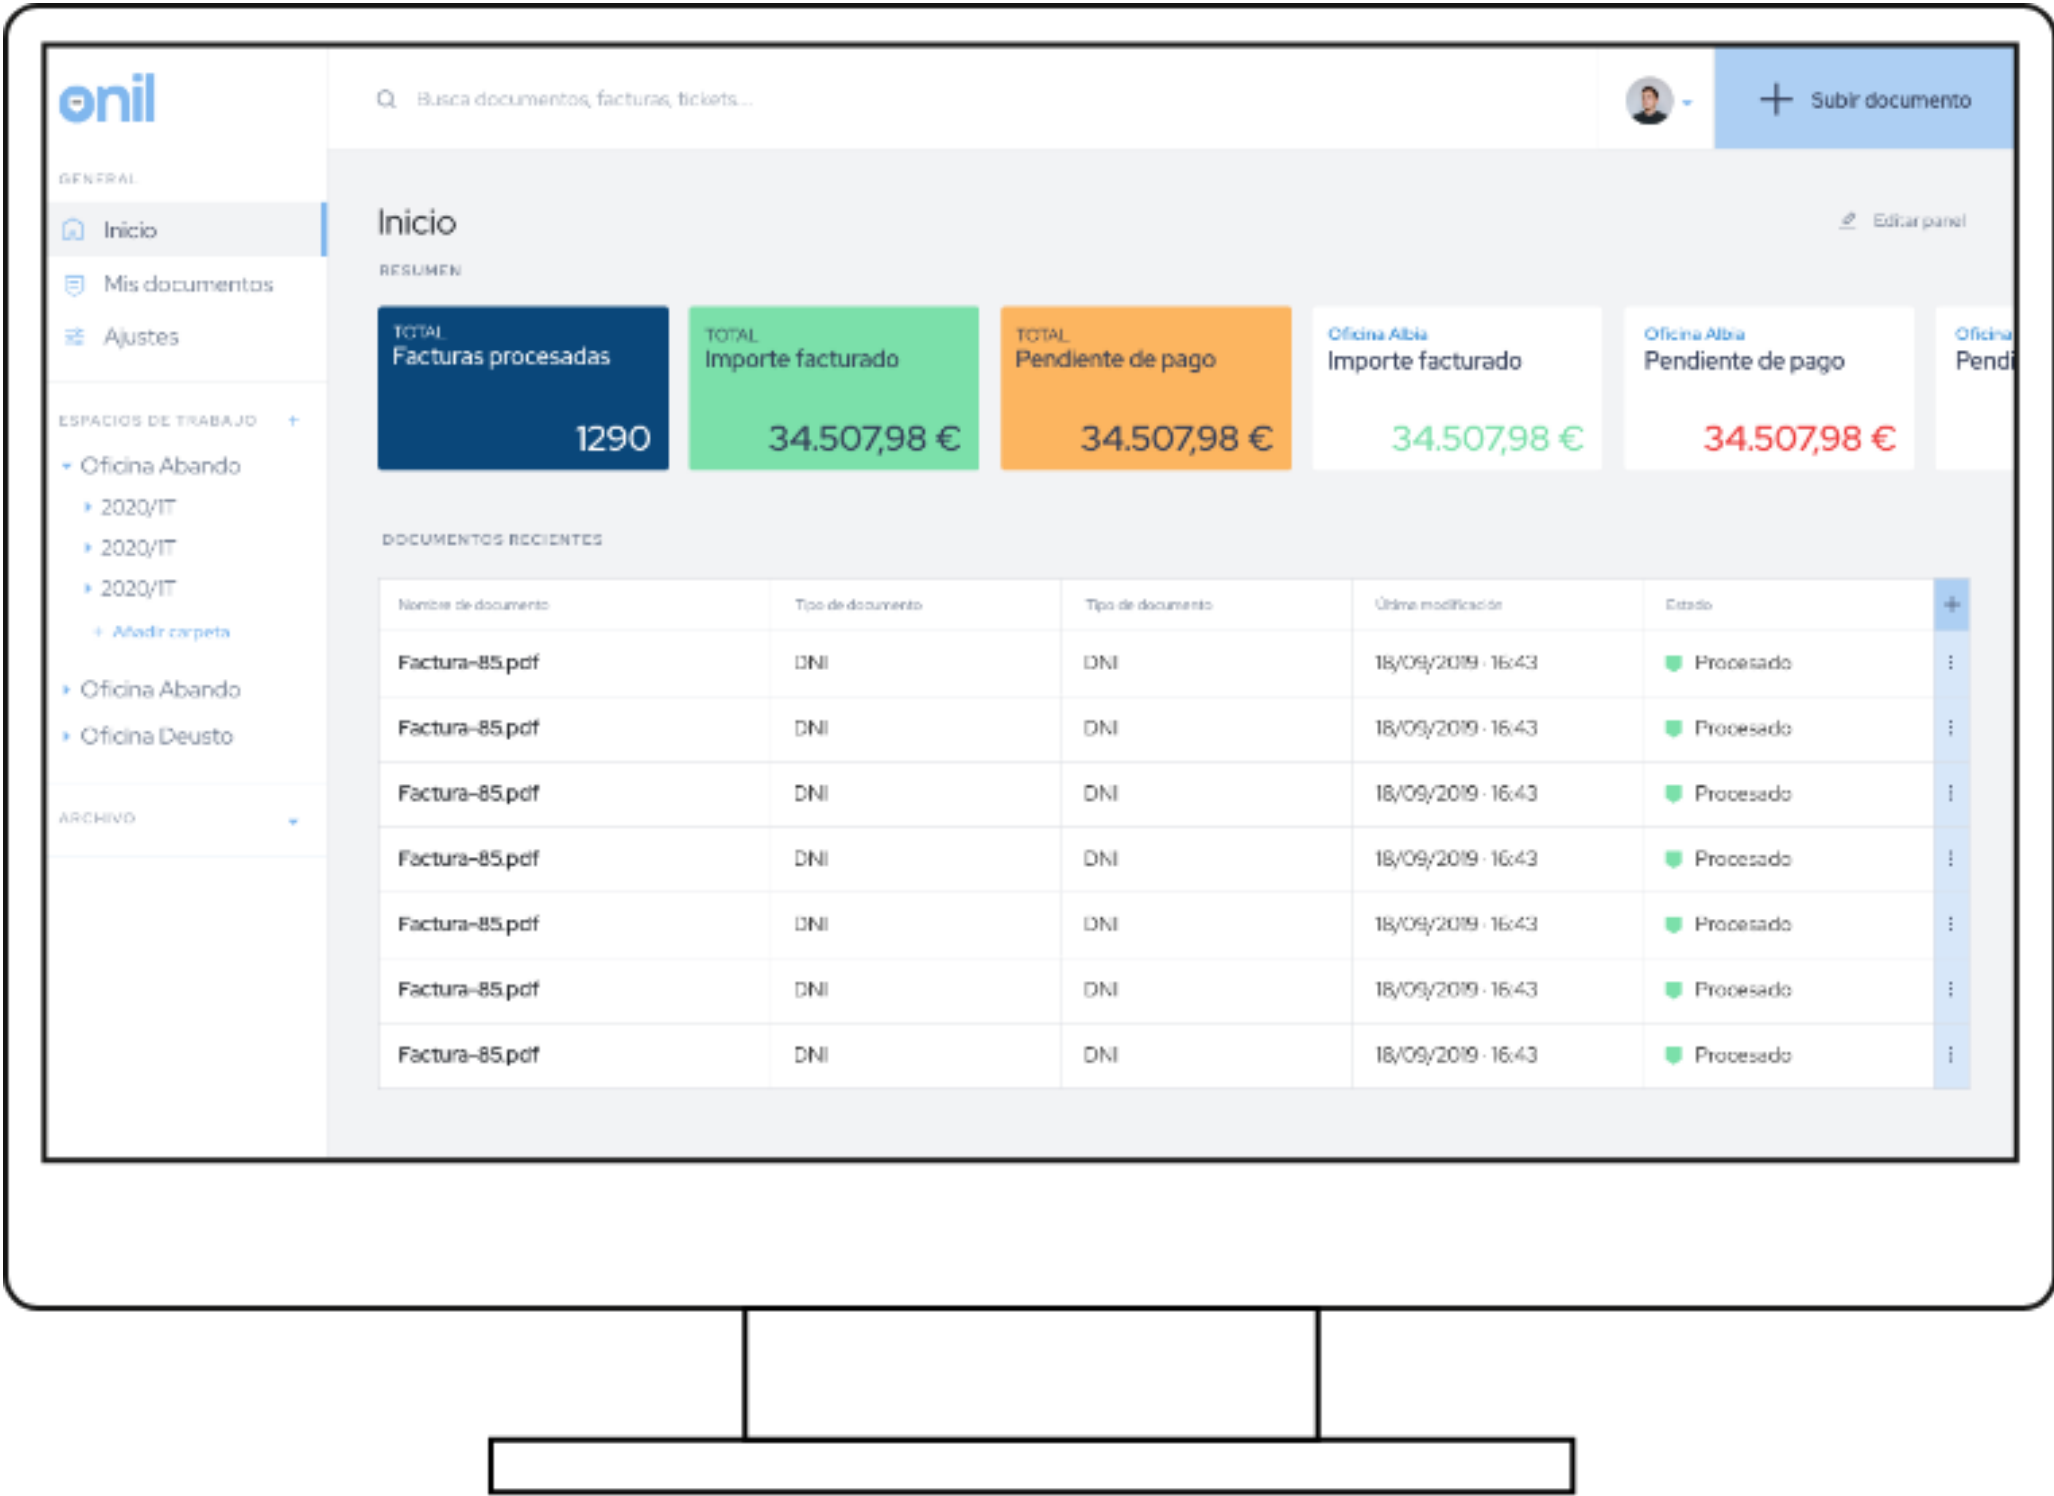 onil
Busca documentos, facturas, tickets...
Subir documento
GENERAL
Inicio
Mis documentos
Ajustes
ESPACIOS DE TRABAJO +
Oficina Abando
2020/1T
2020/1T
2020/1T
+ Añadir carpeta
Oficina Abando
Oficina Deusto
ARCHIVO
Inicio
Editar panel
RESUMEN
TOTAL
Facturas procesadas
1290
TOTAL
Importe facturado
34.507,98 €
TOTAL
Pendiente de pago
34.507,98 €
Oficina Albia
Importe facturado
34.507,98 €
Oficina Albia
Pendiente de pago
34.507,98 €
Oficina
Pendi
DOCUMENTOS RECIENTES
Nombre de documento Tipo de documento Tipo de documento Última modificación Estado +
Factura-85.pdf DNI DNI 18/09/2019 · 16:43 Procesado
Factura-85.pdf DNI DNI 18/09/2019 · 16:43 Procesado
Factura-85.pdf DNI DNI 18/09/2019 · 16:43 Procesado
Factura-85.pdf DNI DNI 18/09/2019 · 16:43 Procesado
Factura-85.pdf DNI DNI 18/09/2019 · 16:43 Procesado
Factura-85.pdf DNI DNI 18/09/2019 · 16:43 Procesado
Factura-85.pdf DNI DNI 18/09/2019 · 16:43 Procesado